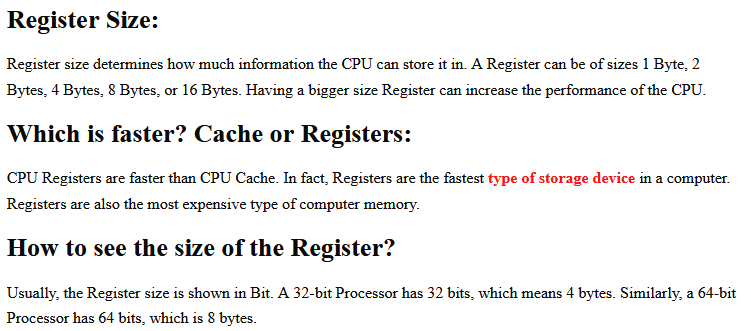 Register Size:
Register size determines how much information the CPU can store it in. A Register can be of sizes 1 Byte, 2
Bytes, 4 Bytes, 8 Bytes, or 16 Bytes. Having a bigger size Register can increase the performance of the CPU.
Which is faster? Cache or Registers:
CPU Registers are faster than CPU Cache. In fact, Registers are the fastest type of storage device in a computer.
Registers are also the most expensive type of computer memory.
How to see the size of the Register?
Usually, the Register size is shown in Bit. A 32-bit Processor has 32 bits, which means 4 bytes. Similarly, a 64-bit
Processor has 64 bits, which is 8 bytes.